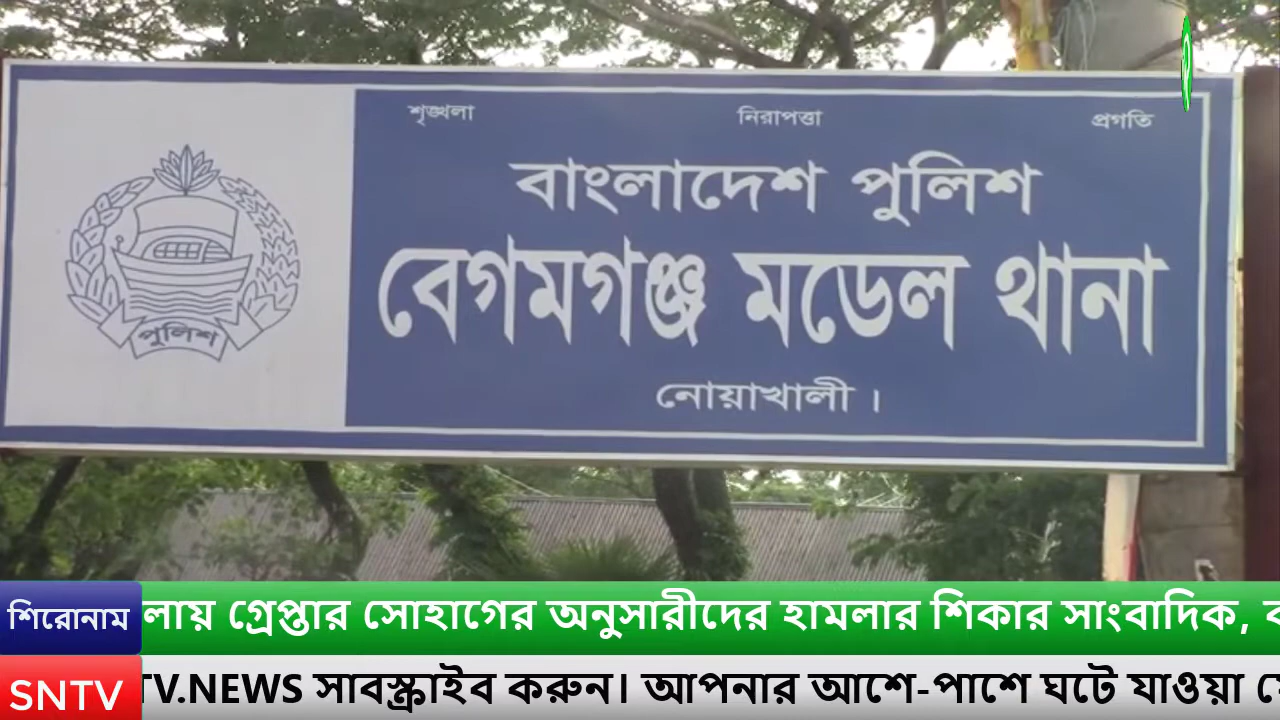 শৃঙ্খলা নিরাপত্তা প্রগতি
বাংলাদেশ পুলিশ
বেগমগঞ্জ মডেল থানা
নোয়াখালী।
পুলিশ
শিরোনাম
গ্রেপ্তার সোহাগের অনুসারীদের হামলার শিকার সাংবাদিক,
SNTV
TV.NEWS সাবস্ক্রাইব করুন। আপনার আশে-পাশে ঘটে যাওয়া